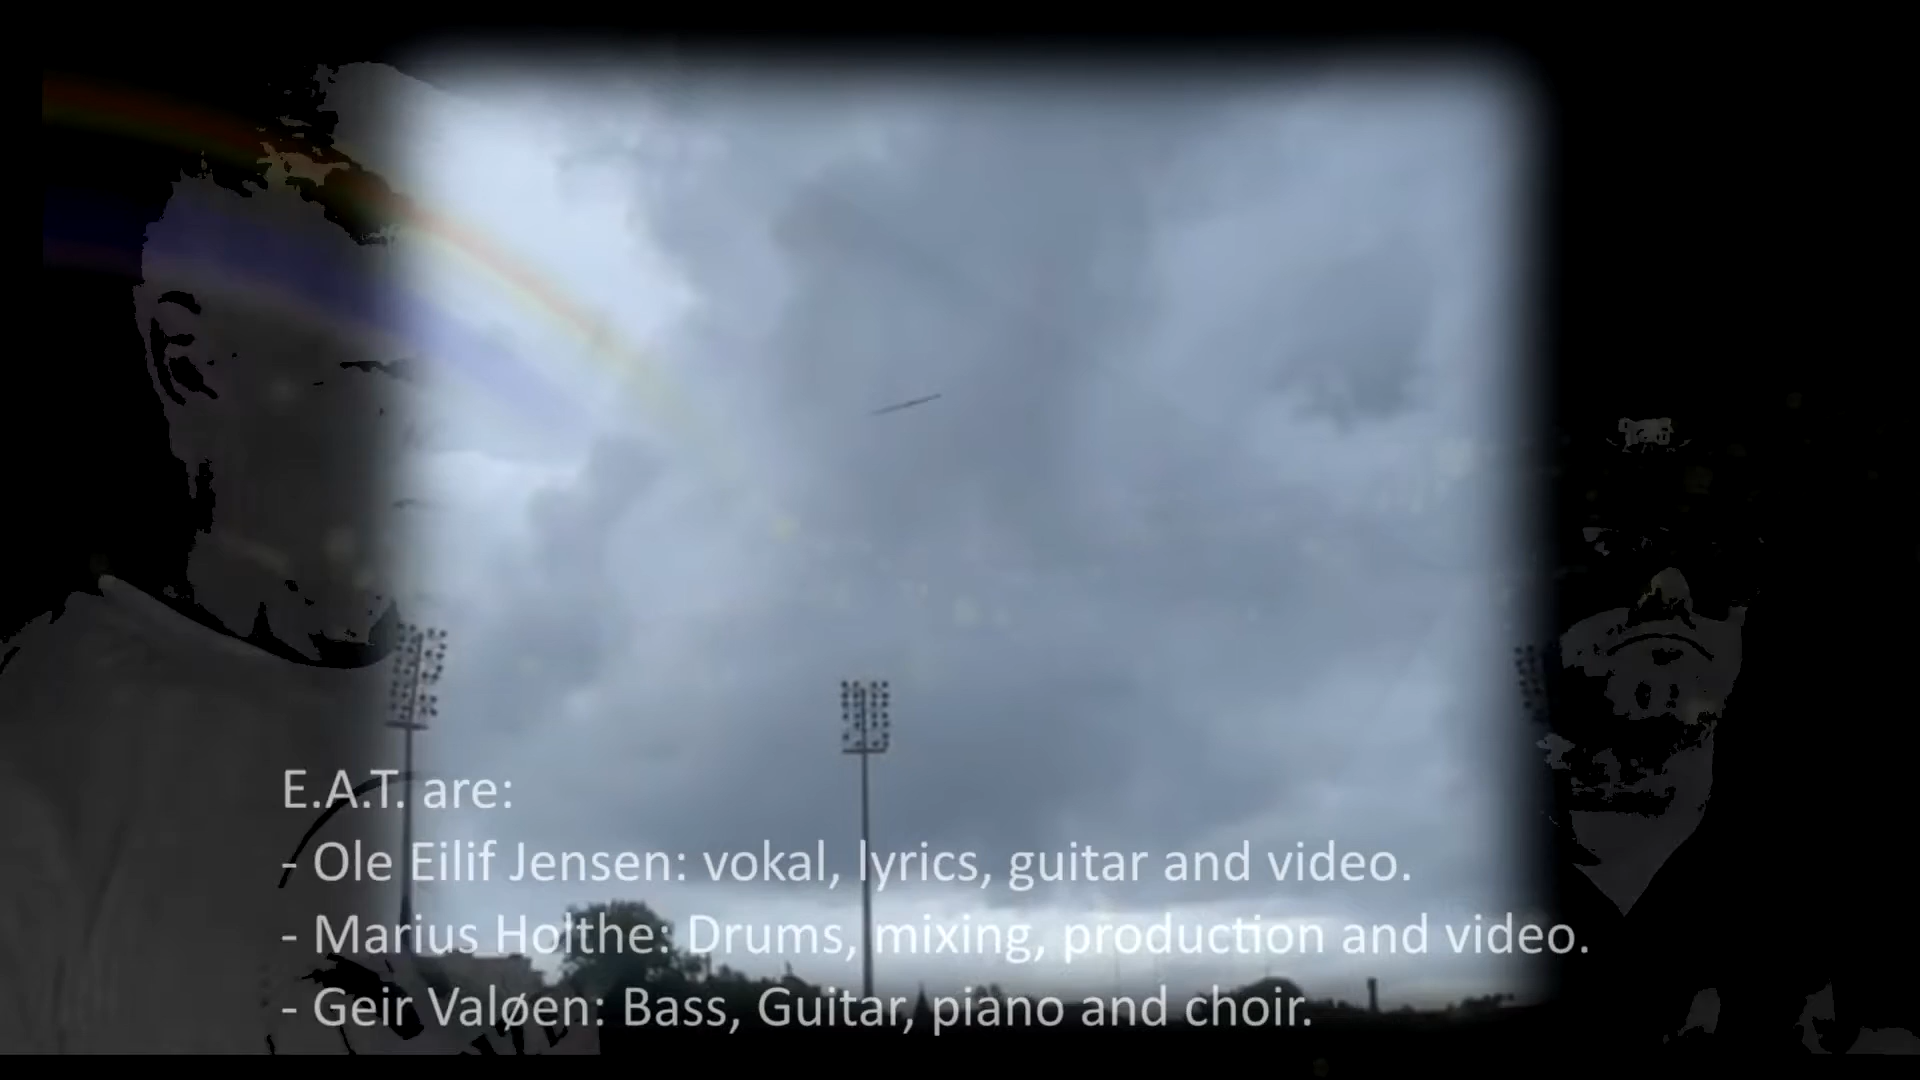 E.A.T. are:
- Ole Eilif Jensen: vokal, lyrics, guitar and video.
- Marius Holthe: Drums, mixing, production and video.
- Geir Valøen: Bass, Guitar, piano and choir.